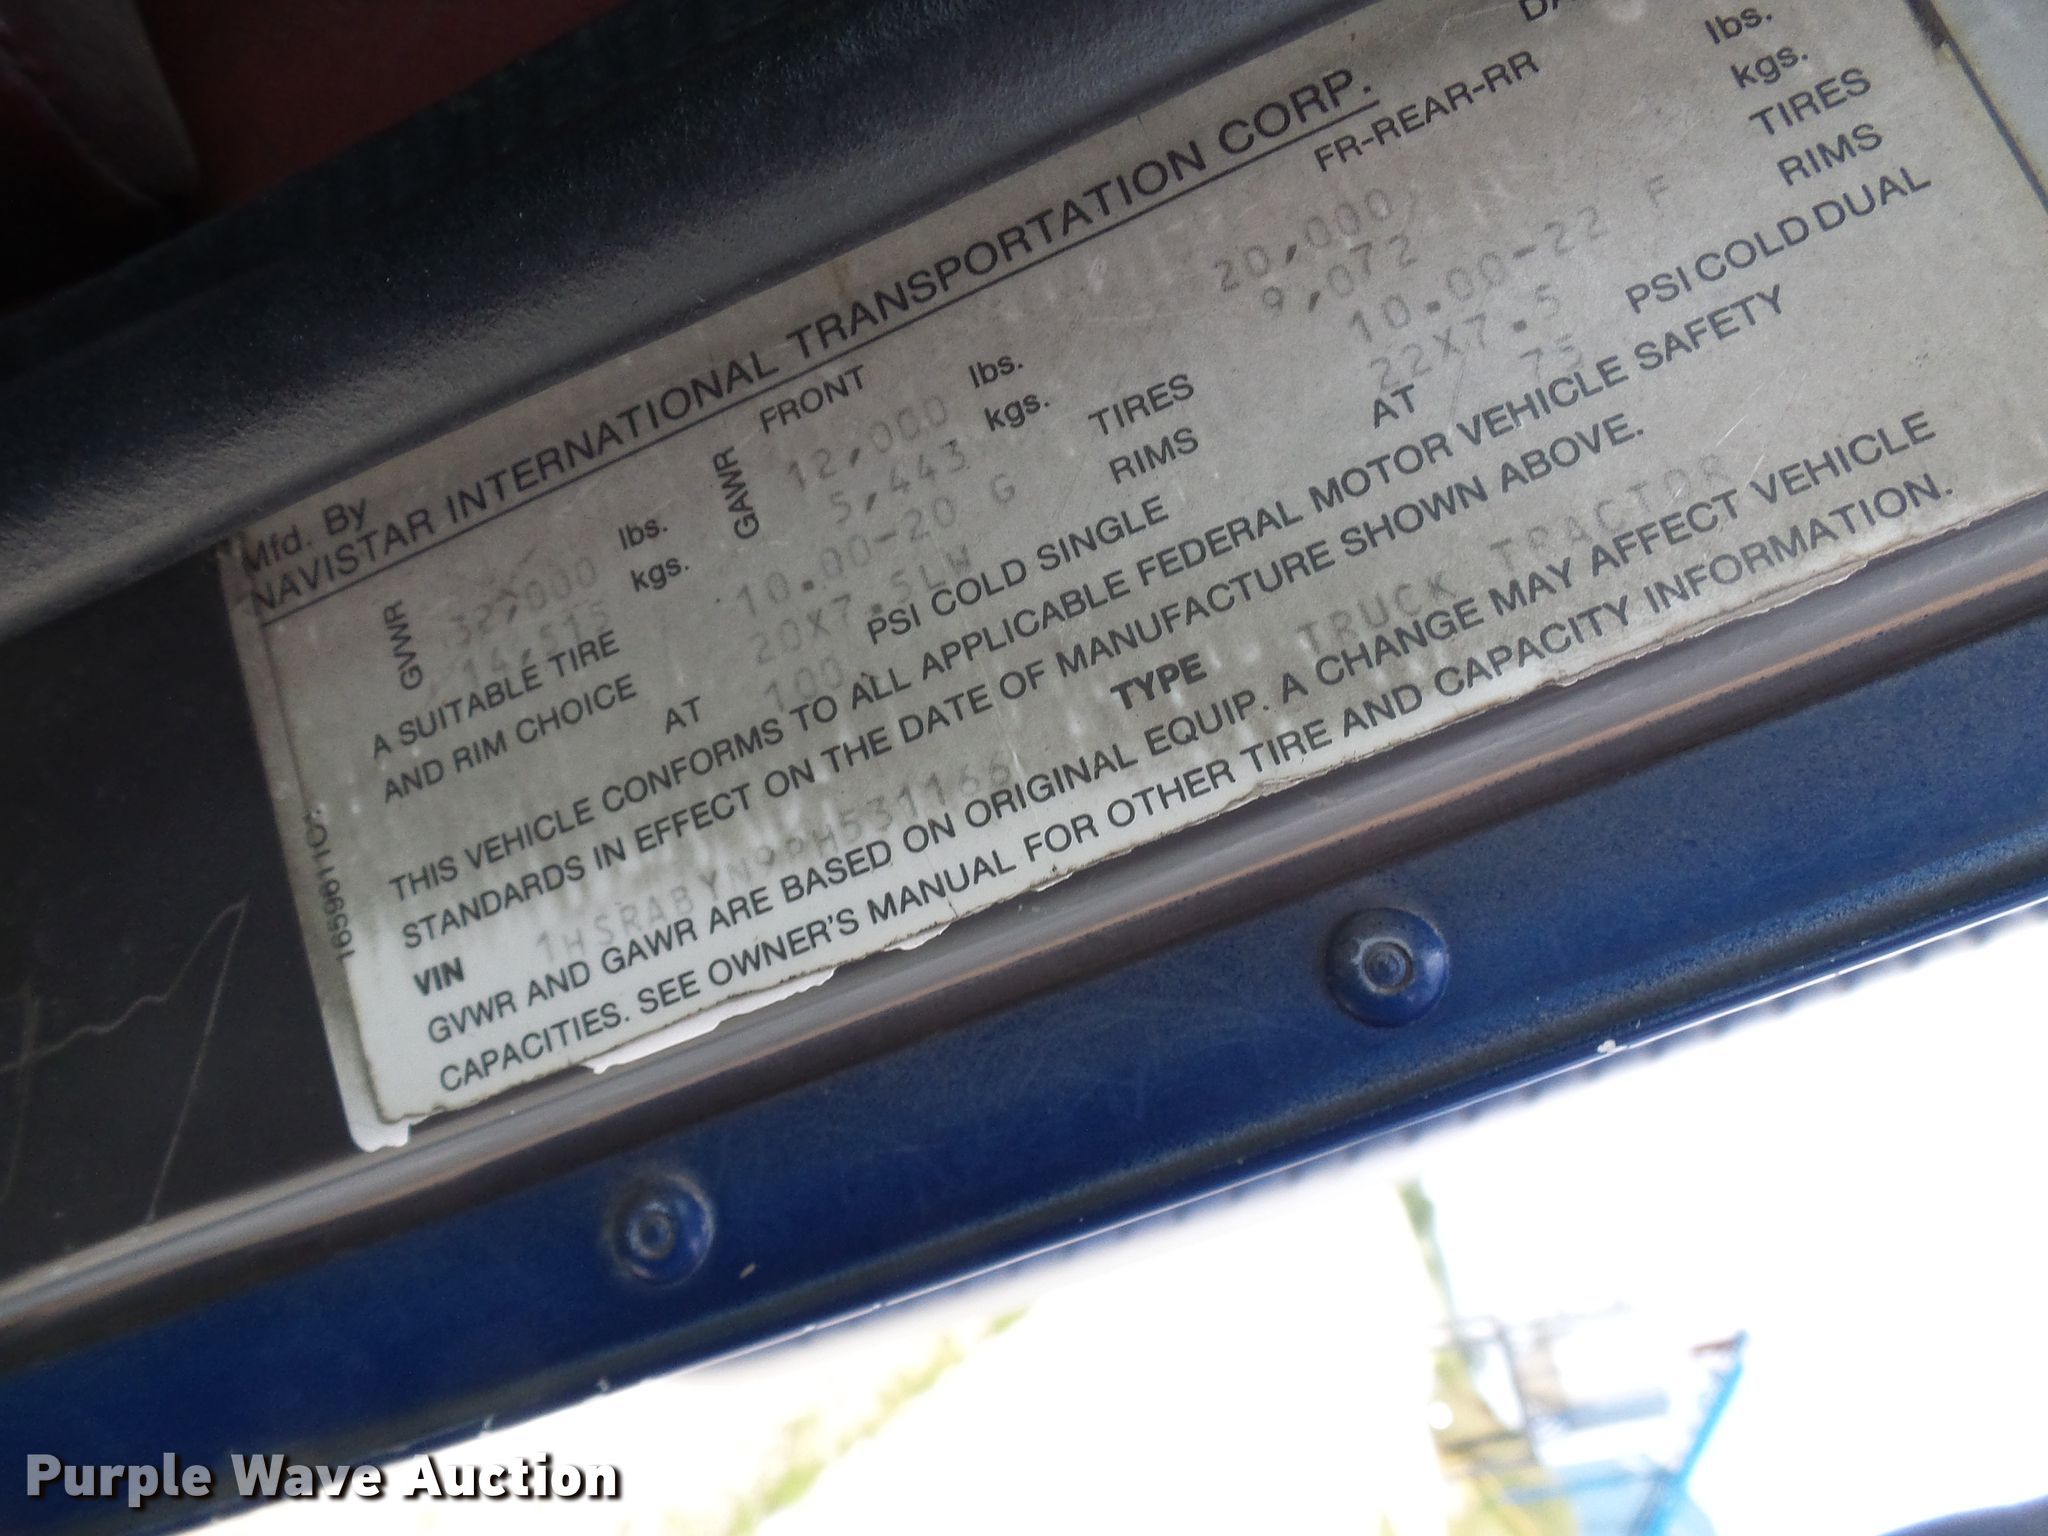 Mfd. By
NAVISTAR INTERNATIONAL TRANSPORTATION CORP.
GVWR 32,000 lbs. GAWR FRONT 12,000 lbs. FR-REAR-RR 20,000 lbs.
14,515 kgs. 5,443 kgs. 9,072 kgs.
A SUITABLE TIRE 10.00-20 G TIRES 10.00-22 F TIRES
AND RIM CHOICE 20X7.5LW RIMS 22X7.5 RIMS
AT 100 PSI COLD SINGLE AT 75 PSI COLD DUAL
THIS VEHICLE CONFORMS TO ALL APPLICABLE FEDERAL MOTOR VEHICLE SAFETY
STANDARDS IN EFFECT ON THE DATE OF MANUFACTURE SHOWN ABOVE.
VIN TYPE TRUCK TRACTOR
GVWR AND GAWR ARE BASED ON ORIGINAL EQUIP. A CHANGE MAY AFFECT VEHICLE
CAPACITIES. SEE OWNER'S MANUAL FOR OTHER TIRE AND CAPACITY INFORMATION.
Purple Wave Auction